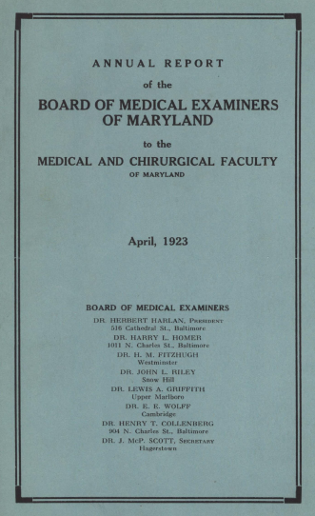 ANNUAL REPORT
of the
BOARD OF MEDICAL EXAMINERS
OF MARYLAND
to the
MEDICAL AND CHIRURGICAL FACULTY
OF MARYLAND
April, 1923
BOARD OF MEDICAL EXAMINERS
DR. HERBERT HARLAN, PRESIDENT
516 Cathedral St., Baltimore
DR. HARRY L. HOMER
1011 N. Charles St., Baltimore
DR. H. M. FITZHUGH
Westminster
DR. JOHN L. RILEY
Snow Hill
DR. LEWIS A. GRIFFITH
Upper Marlboro
DR. E. E. WOLFF
Cambridge
DR. HENRY T. COLLENBERG
904 N. Charles St., Baltimore
DR. J. McP. SCOTT, SECRETARY
Hagerstown